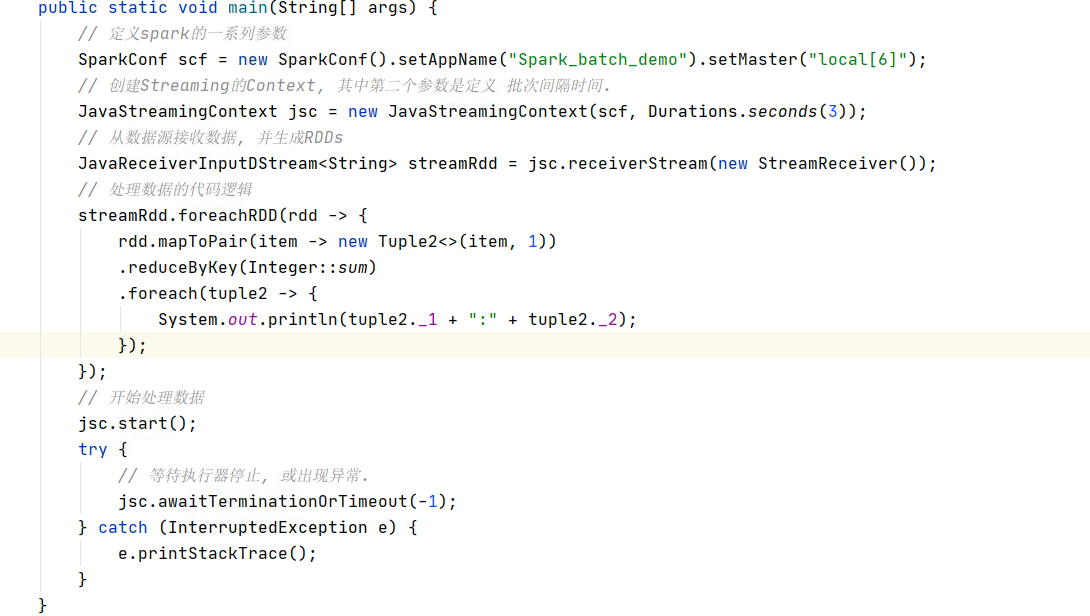 public static void main(String[] args) {
// 定义spark的一系列参数
SparkConf scf = new SparkConf().setAppName("Spark_batch_demo").setMaster("local[6]");
// 创建Streaming的Context, 其中第二个参数是定义 批次间隔时间.
JavaStreamingContext jsc = new JavaStreamingContext(scf, Durations.seconds(3));
// 从数据源接收数据, 并生成RDDs
JavaReceiverInputDStream<String> streamRdd = jsc.receiverStream(new StreamReceiver());
// 处理数据的代码逻辑
streamRdd.foreachRDD(rdd -> {
rdd.mapToPair(item -> new Tuple2<>(item, 1))
.reduceByKey(Integer::sum)
.foreach(tuple2 -> {
System.out.println(tuple2._1 + ":" + tuple2._2);
});
});
// 开始处理数据
jsc.start();
try {
// 等待执行器停止, 或出现异常.
jsc.awaitTerminationOrTimeout(-1);
} catch (InterruptedException e) {
e.printStackTrace();
}
}